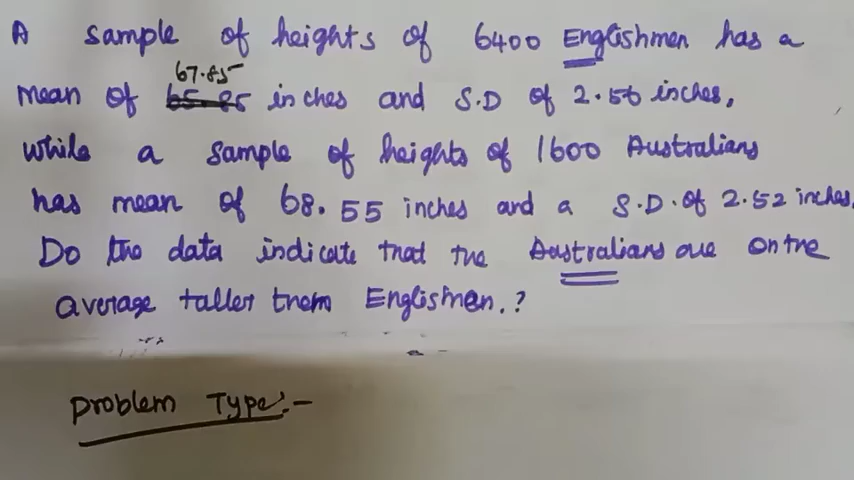 A sample of heights of 6400 Englishmen has a
67.85
mean of 65.85 inches and S.D of 2.56 inches,
while a sample of heights of 1600 Australians
has mean of 68.55 inches and a S.D. of 2.52 inches.
Do the data indicate that the Australians are on the
average taller them Englismen.?
Problem Type:-